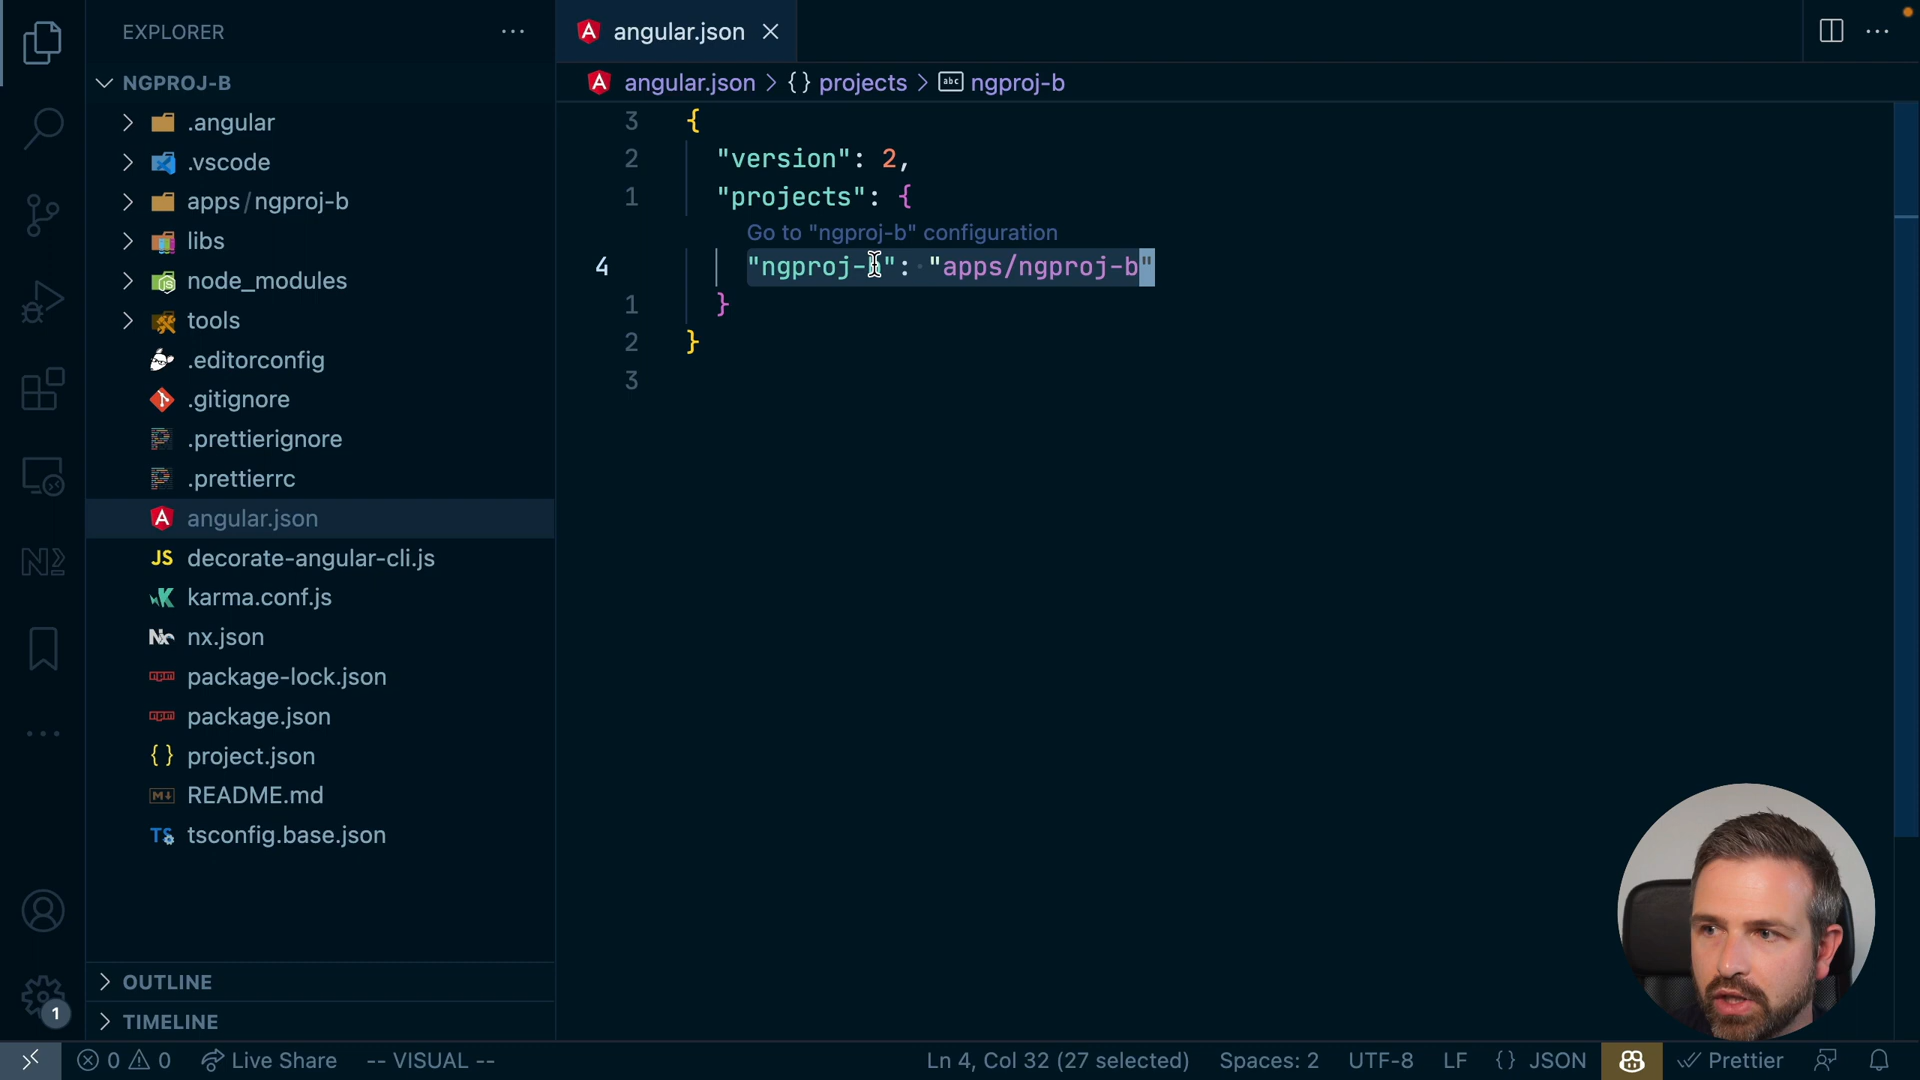 EXPLORER
NGPROJ-B
.angular
.vscode
apps / ngproj-b
libs
node_modules
tools
.editorconfig
.gitignore
.prettierignore
.prettierrc
angular.json
JS decorate-angular-cli.js
karma.conf.js
nx.json
package-lock.json
package.json
{ } project.json
README.md
TS tsconfig.base.json
OUTLINE
TIMELINE
1
angular.json
angular.json > {} projects > abc ngproj-b
3 {
2 "version": 2,
1 "projects": {
Go to "ngproj-b" configuration
4 "ngproj-b": "apps/ngproj-b"
1 }
2 }
3
0 0 Live Share -- VISUAL -- Ln 4, Col 32 (27 selected) Spaces: 2 UTF-8 LF {} JSON Prettier